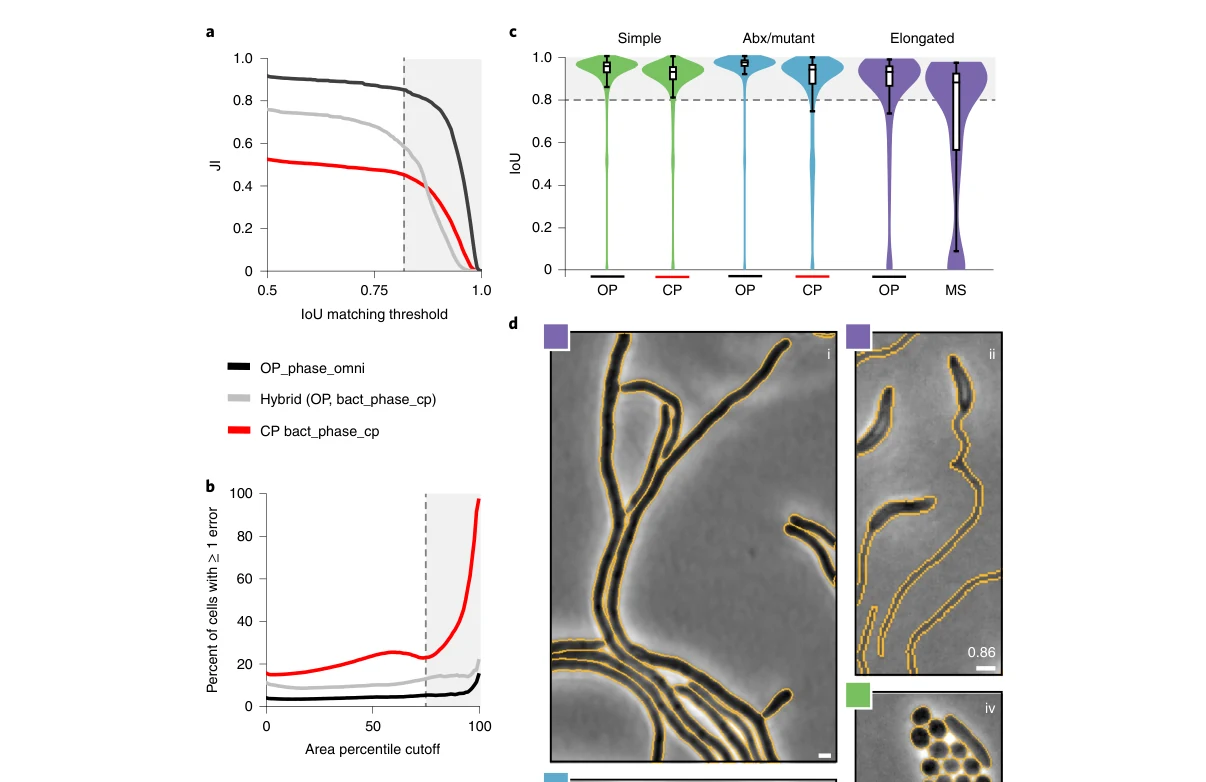 a
1.0
0.8
0.6
0.4
0.2
0
JI
0.5 0.75 1.0
IoU matching threshold
OP_phase_omni
Hybrid (OP, bact_phase_cp)
CP bact_phase_cp
b
100
80
60
40
20
0
Percent of cells with ≥ 1 error
0 50 100
Area percentile cutoff
c
Simple Abx/mutant Elongated
1.0
0.8
0.6
0.4
0.2
0
IoU
OP CP OP CP OP MS
d
i
ii
0.86
iv